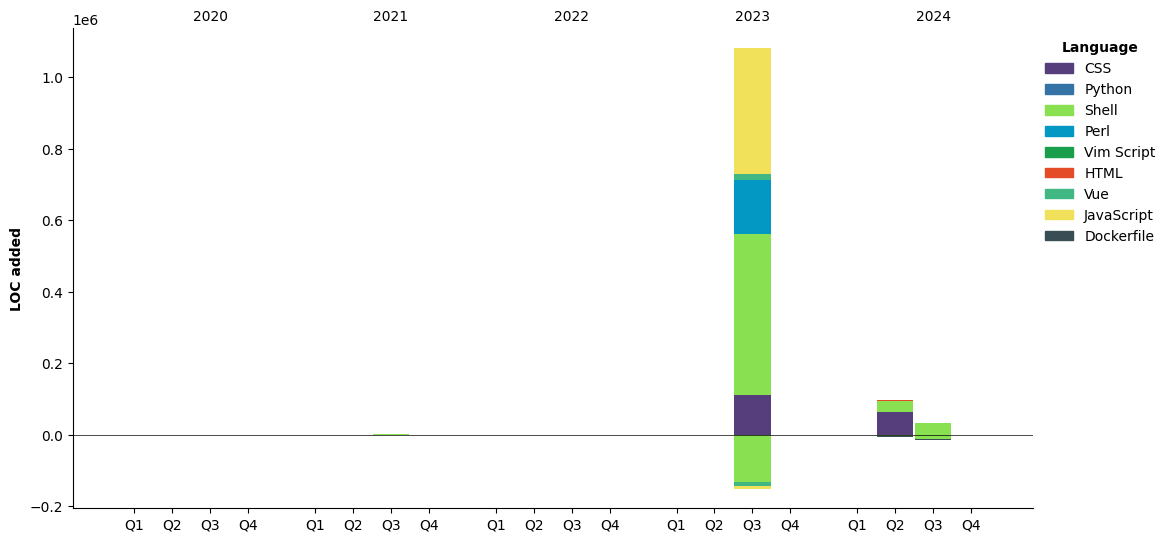 1e6
2020 2021 2022 2023 2024
Language
CSS
Python
Shell
Perl
Vim Script
HTML
Vue
JavaScript
Dockerfile
LOC added
1.0
0.8
0.6
0.4
0.2
0.0
−0.2
Q1 Q2 Q3 Q4 Q1 Q2 Q3 Q4 Q1 Q2 Q3 Q4 Q1 Q2 Q3 Q4 Q1 Q2 Q3 Q4